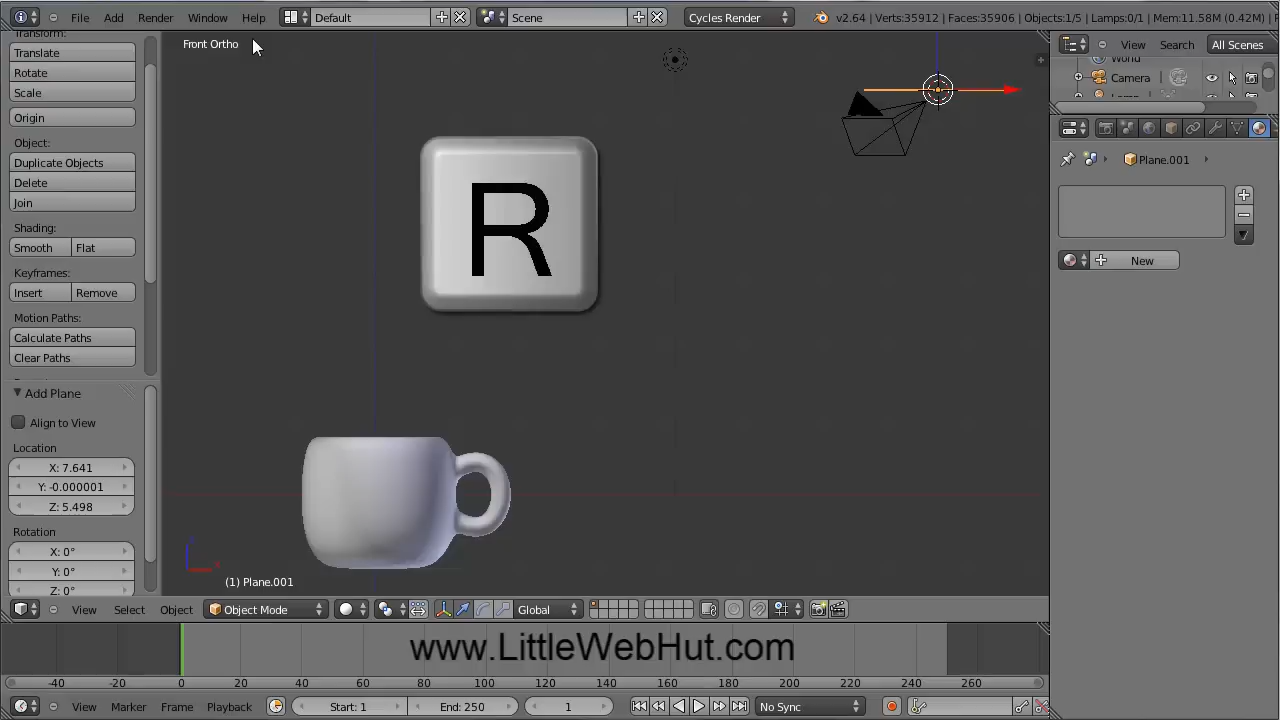 File Add Render Window Help Default Scene Cycles Render v2.64 | Verts:35912 | Faces:35906 | Objects:1/5 | Lamps:0/1 | Mem:11.58M (0.42M) |
Transform:
Translate
Rotate
Scale
Origin
Object:
Duplicate Objects
Delete
Join
Shading:
Smooth Flat
Keyframes:
Insert Remove
Motion Paths:
Calculate Paths
Clear Paths
Add Plane
Align to View
Location
X: 7.641
Y: -0.000001
Z: 5.498
Rotation
X: 0°
Y: 0°
Z: 0°
Front Ortho
R
(1) Plane.001
View Select Object Object Mode Global
View Search All Scenes
World
Camera
Plane.001
New
www.LittleWebHut.com
-40 -20 0 20 40 60 80 100 120 140 160 180 200 220 240 260
View Marker Frame Playback Start: 1 End: 250 1 No Sync